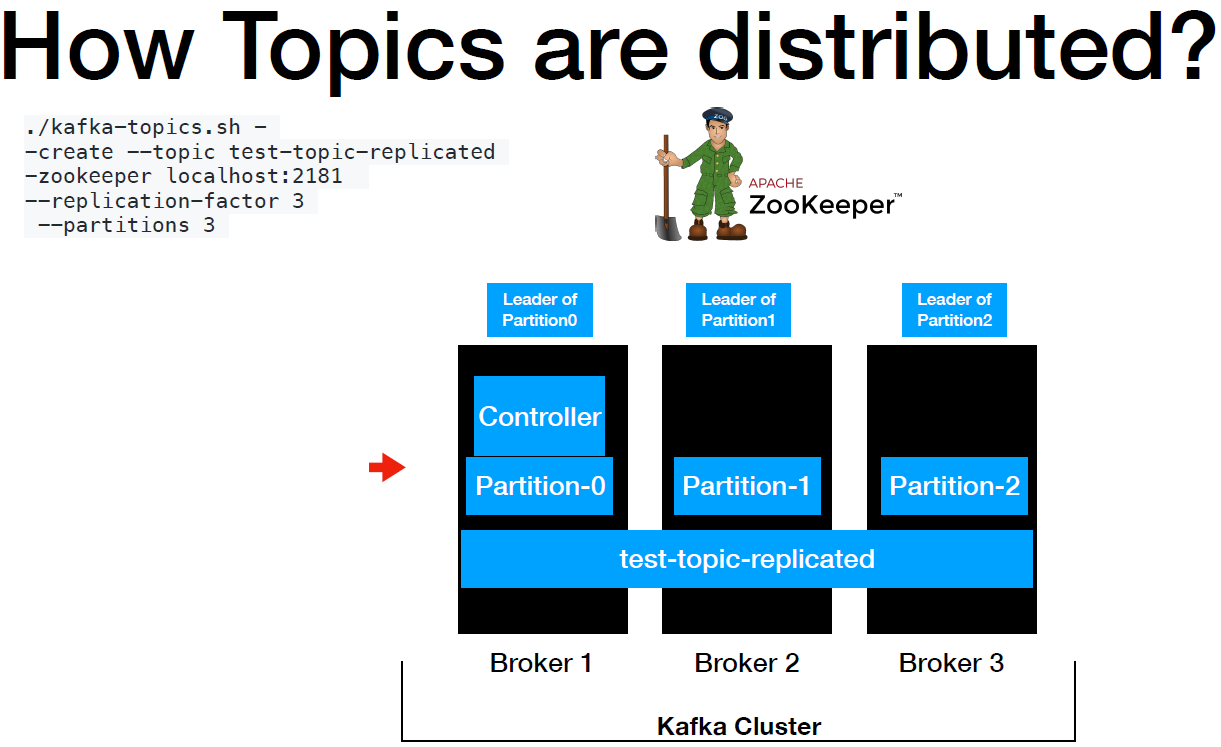 How Topics are distributed?
./kafka-topics.sh -
-create --topic test-topic-replicated
-zookeeper localhost:2181
--replication-factor 3
--partitions 3
ZOO
APACHE
ZooKeeper™
Leader of
Partition0
Leader of
Partition1
Leader of
Partition2
Controller
Partition-0
Partition-1
Partition-2
test-topic-replicated
Broker 1
Broker 2
Broker 3
Kafka Cluster